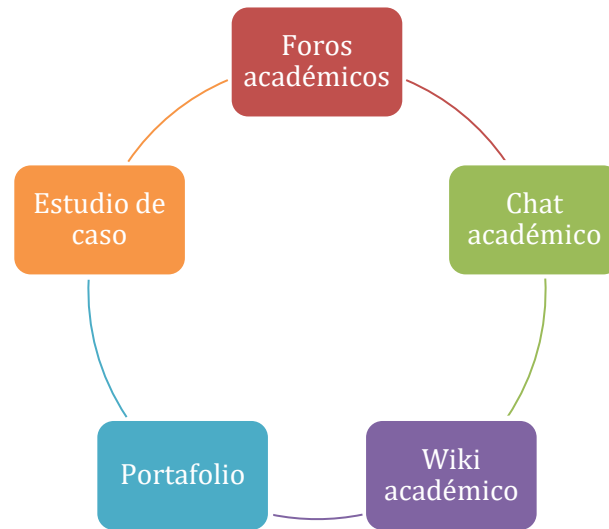 Foros
académicos
Chat
académico
Wiki
académico
Portafolio
Estudio de
caso